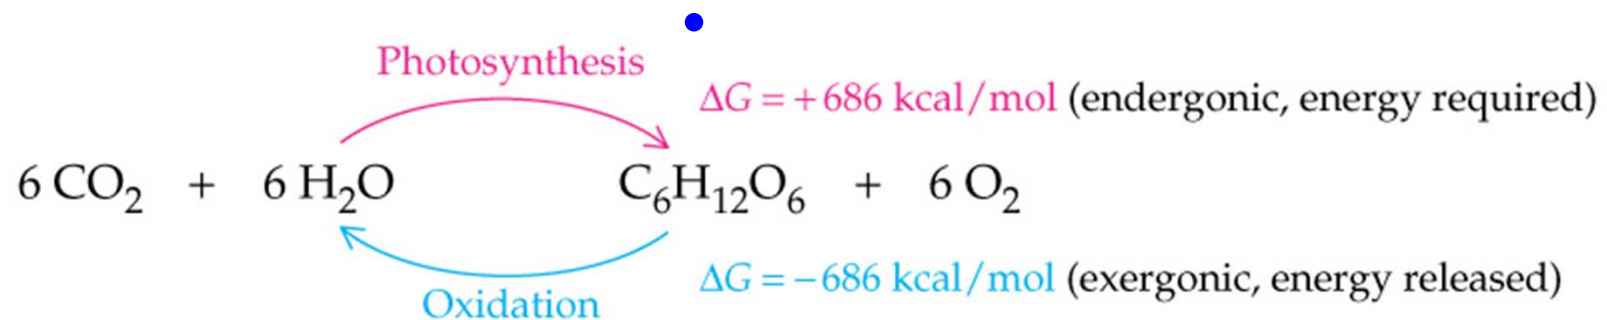 Photosynthesis
ΔG = +686 kcal/mol (endergonic, energy required)
6 CO₂ + 6 H₂O C₆H₁₂O₆ + 6 O₂
ΔG = −686 kcal/mol (exergonic, energy released)
Oxidation